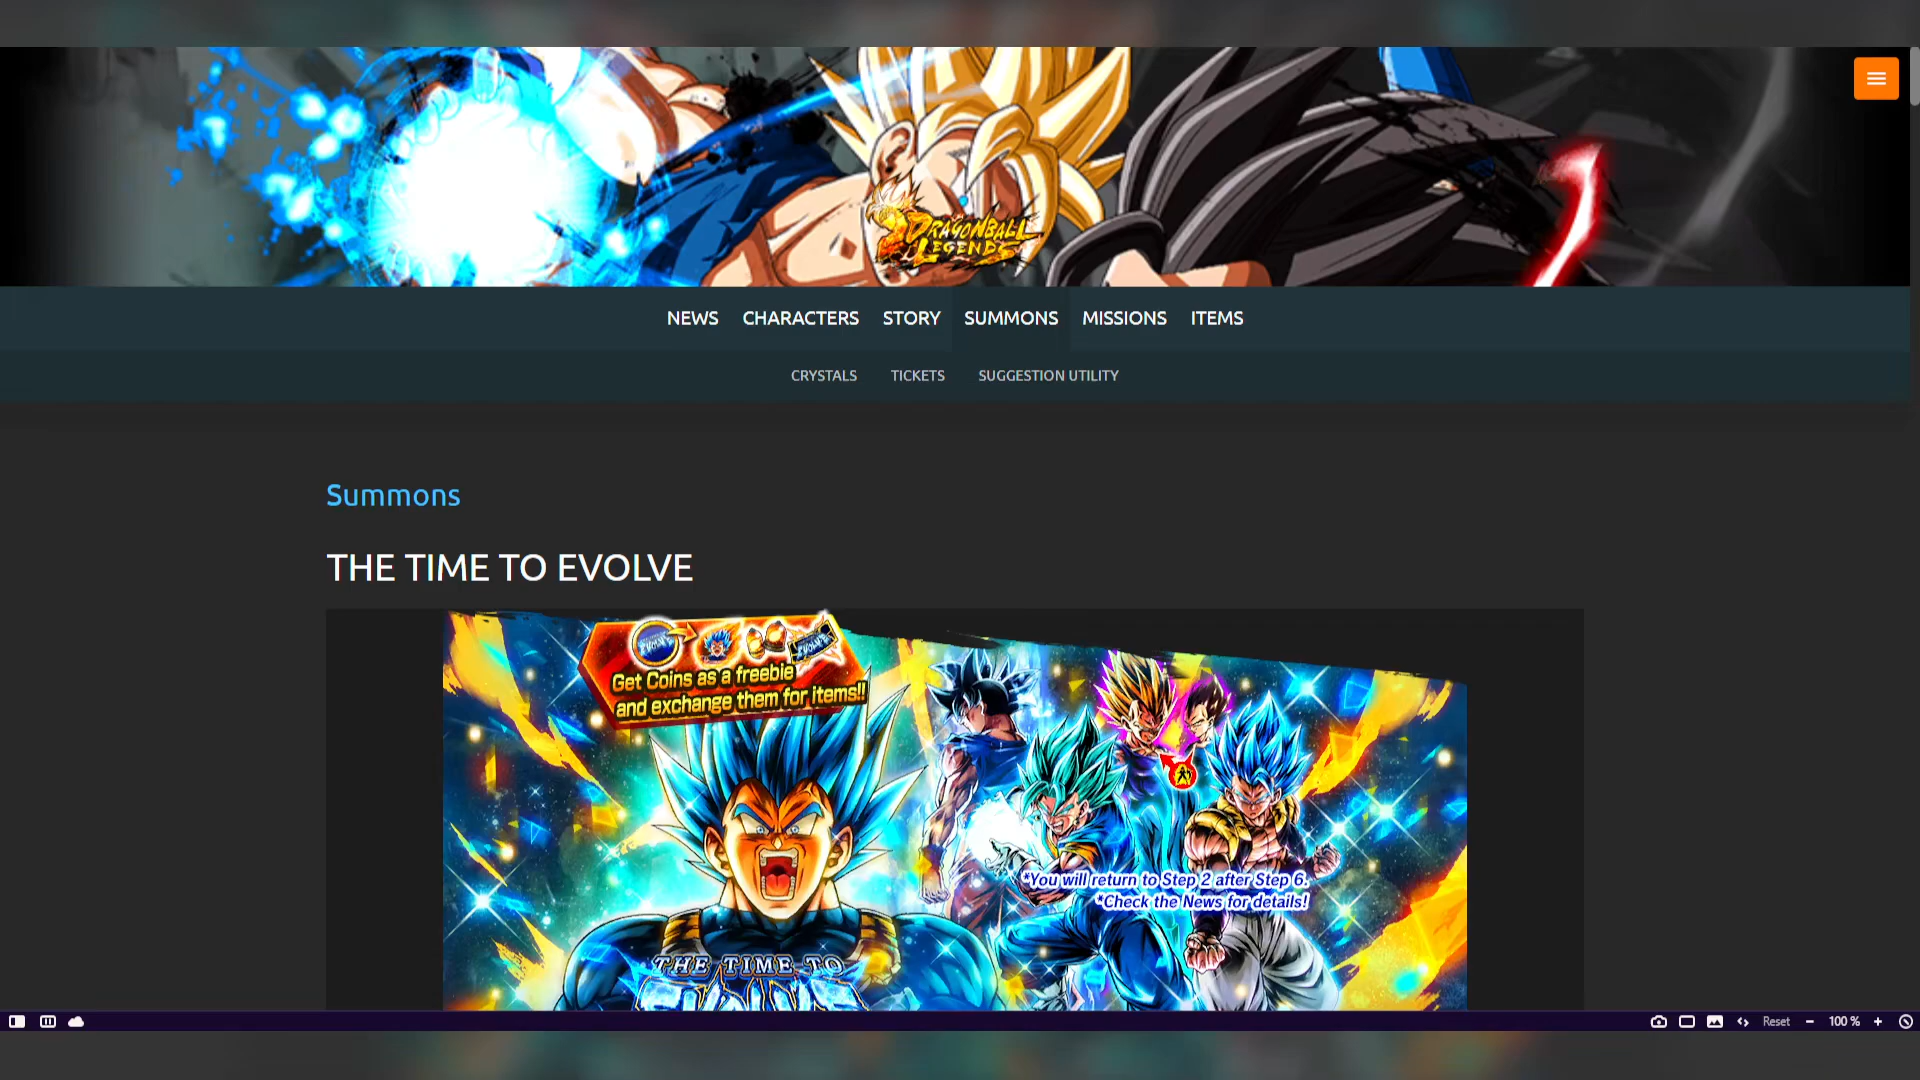 DRAGONBALL
LEGENDS
NEWS CHARACTERS STORY SUMMONS MISSIONS ITEMS
CRYSTALS TICKETS SUGGESTION UTILITY
Summons
THE TIME TO EVOLVE
Get Coins as a freebie
and exchange them for items!!
*You will return to Step 2 after Step 6.
*Check the News for details!
THE TIME TO
Reset 100 %